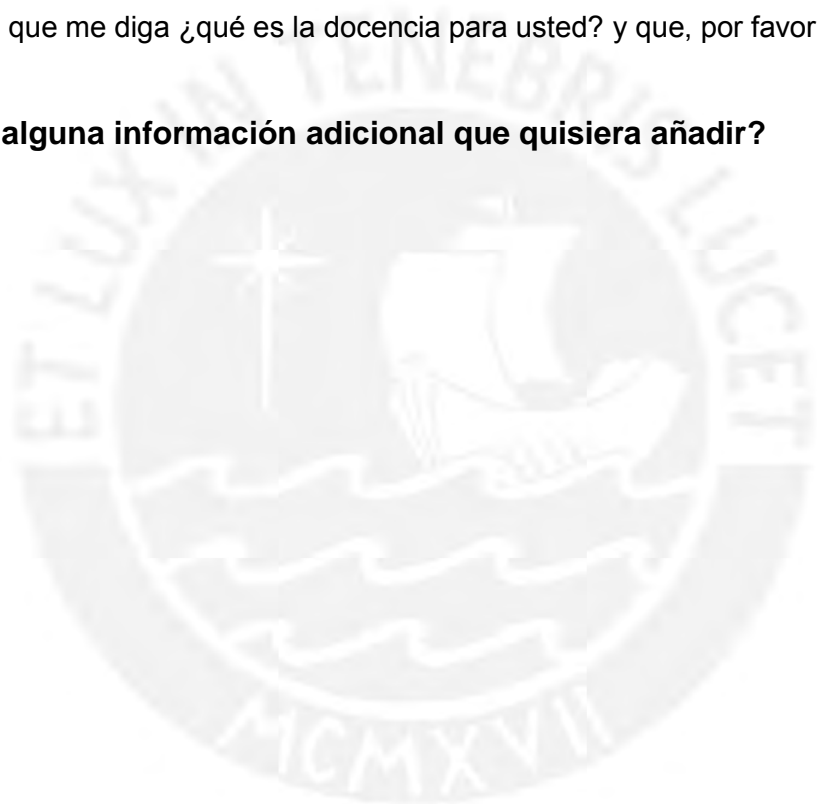 que me diga ¿qué es la docencia para usted? y que, por favor
alguna información adicional que quisiera añadir?
ET LUX IN TENEBRIS LUCET
MCMXVII